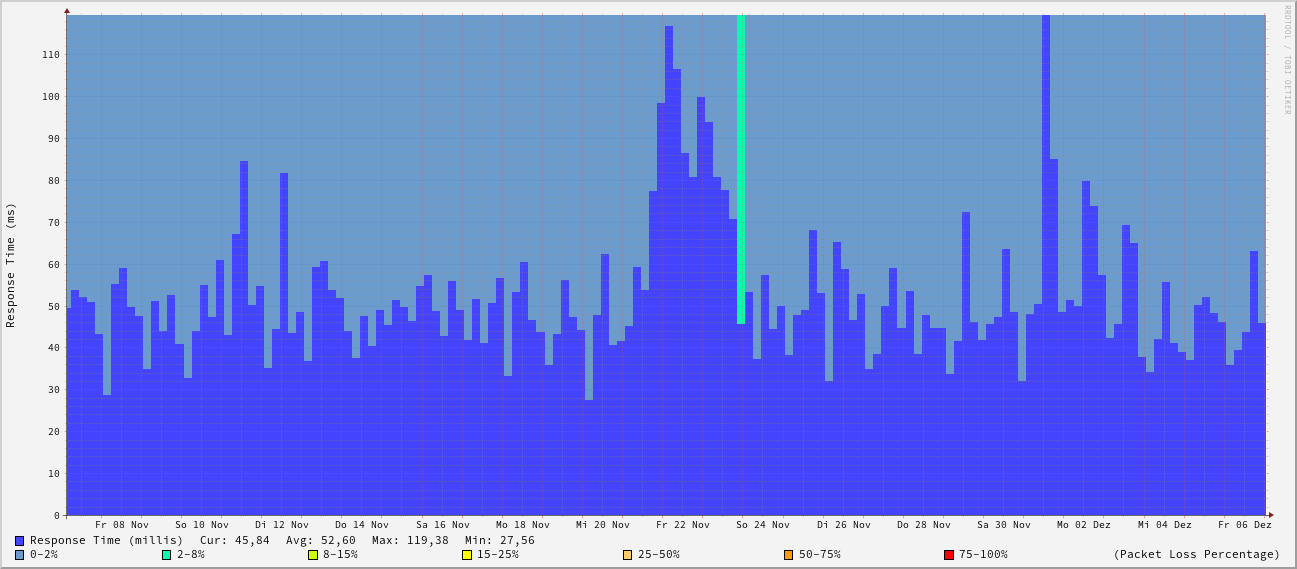 RRDTOOL / TOBI OETIKER
Response Time (ms)
110
100
90
80
70
60
50
40
30
20
10
0
Fr 08 Nov So 10 Nov Di 12 Nov Do 14 Nov Sa 16 Nov Mo 18 Nov Mi 20 Nov Fr 22 Nov So 24 Nov Di 26 Nov Do 28 Nov Sa 30 Nov Mo 02 Dez Mi 04 Dez Fr 06 Dez
Response Time (millis) Cur: 45,84 Avg: 52,60 Max: 119,38 Min: 27,56
0-2% 2-8% 8-15% 15-25% 25-50% 50-75% 75-100% (Packet Loss Percentage)